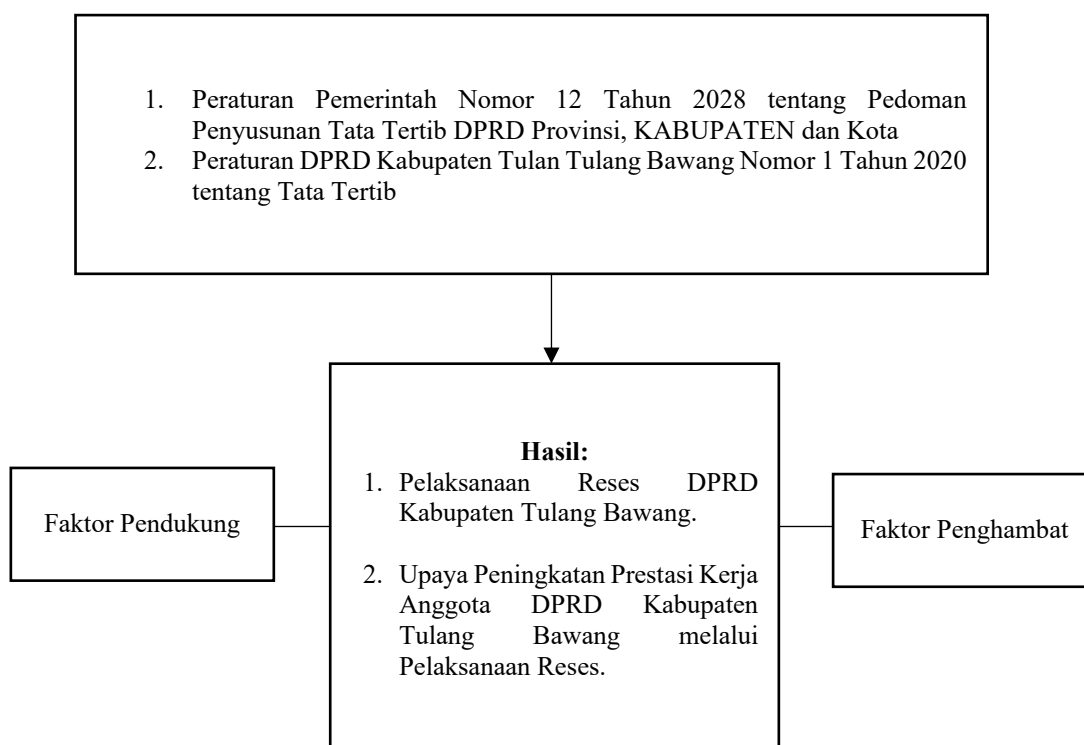 1. Peraturan Pemerintah Nomor 12 Tahun 2028 tentang Pedoman
Penyusunan Tata Tertib DPRD Provinsi, KABUPATEN dan Kota
2. Peraturan DPRD Kabupaten Tulan Tulang Bawang Nomor 1 Tahun 2020
tentang Tata Tertib
Faktor Pendukung
Hasil:
1. Pelaksanaan Reses DPRD
Kabupaten Tulang Bawang.
2. Upaya Peningkatan Prestasi Kerja
Anggota DPRD Kabupaten
Tulang Bawang melalui
Pelaksanaan Reses.
Faktor Penghambat